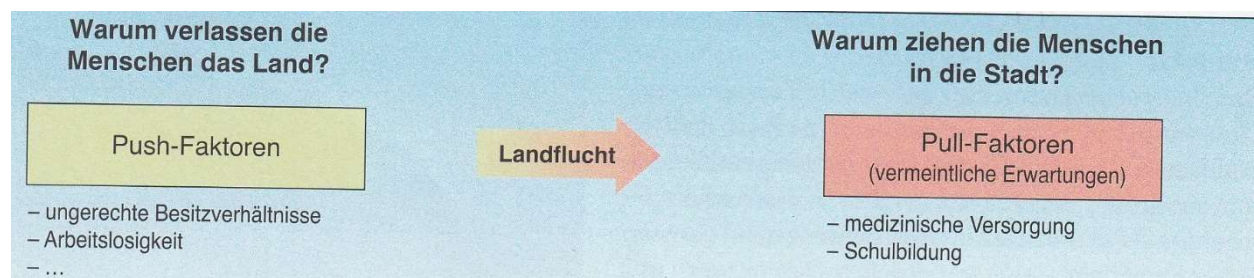 Warum verlassen die
Menschen das Land?
Push-Faktoren
– ungerechte Besitzverhältnisse
– Arbeitslosigkeit
– ...
Landflucht
Warum ziehen die Menschen
in die Stadt?
Pull-Faktoren
(vermeintliche Erwartungen)
– medizinische Versorgung
– Schulbildung